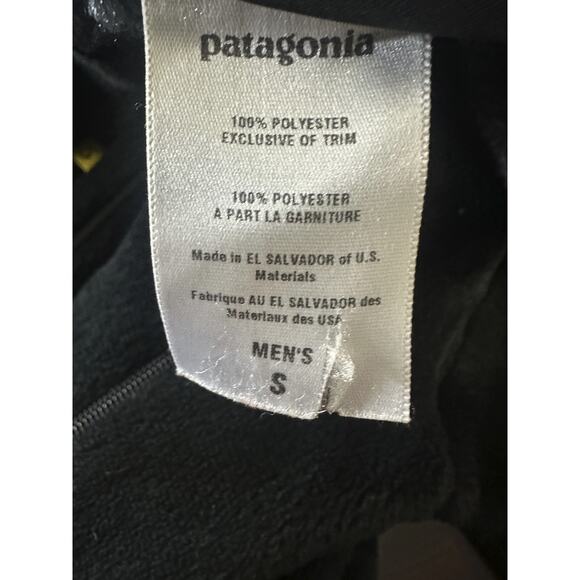 patagonia
100% POLYESTER
EXCLUSIVE OF TRIM
100% POLYESTER
A PART LA GARNITURE
Made in EL SALVADOR of U.S.
Materials
Fabrique AU EL SALVADOR des
Materiaux des USA
MEN'S
S